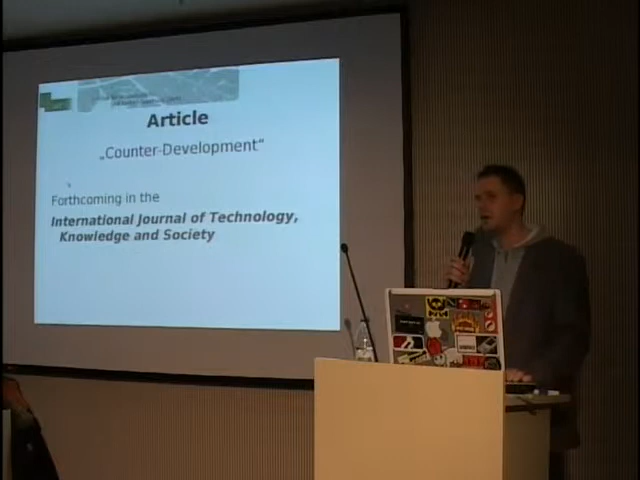 Article
„Counter-Development“
Forthcoming in the
International Journal of Technology,
Knowledge and Society